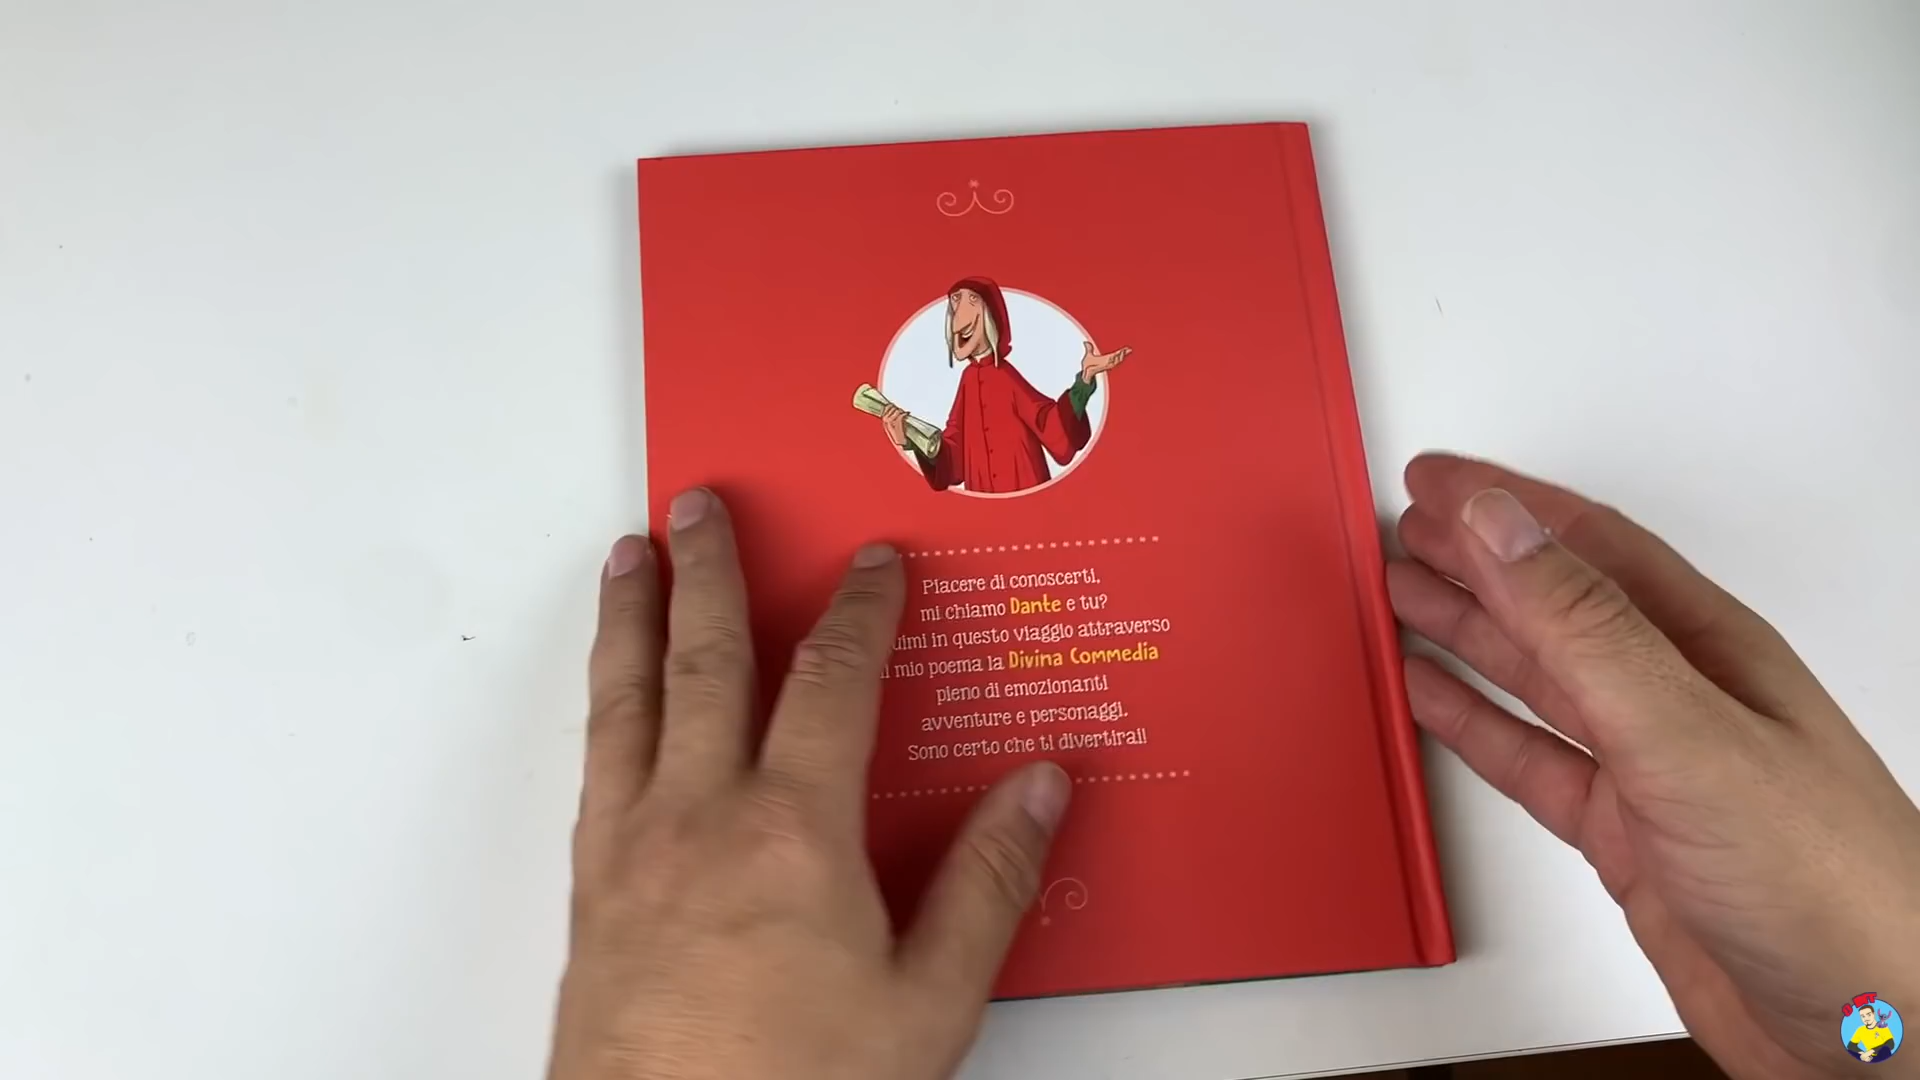 Piacere di conoscerti,
mi chiamo Dante e tu?
in questo viaggio attraverso
mio poema la Divina Commedia
pieno di emozionanti
avventure e personaggi.
Sono certo che ti divertirai!